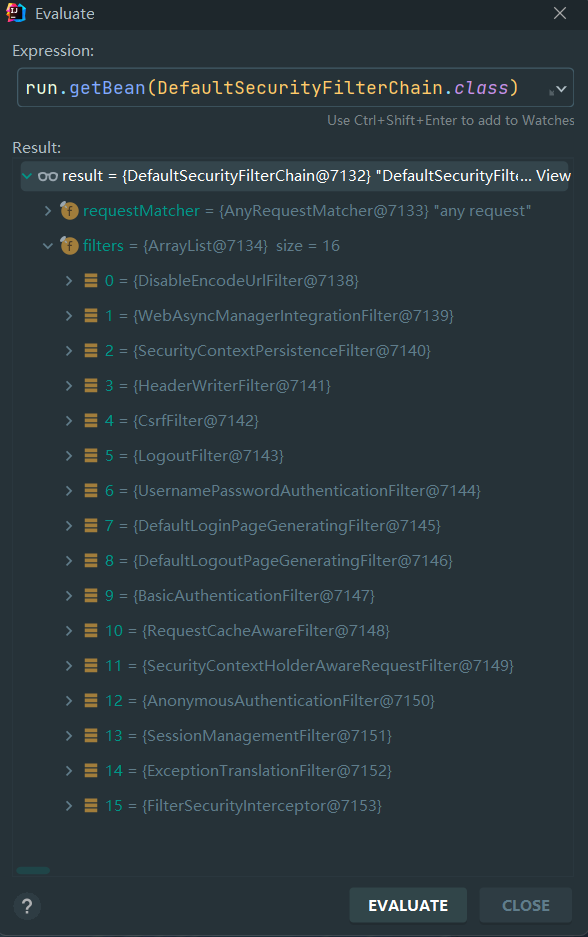 Evaluate
Expression:
run.getBean(DefaultSecurityFilterChain.class)
Use Ctrl+Shift+Enter to add to Watches
Result:
result = {DefaultSecurityFilterChain@7132} "DefaultSecurityFilt... View
requestMatcher = {AnyRequestMatcher@7133} "any request"
filters = {ArrayList@7134} size = 16
0 = {DisableEncodeUrlFilter@7138}
1 = {WebAsyncManagerIntegrationFilter@7139}
2 = {SecurityContextPersistenceFilter@7140}
3 = {HeaderWriterFilter@7141}
4 = {CsrfFilter@7142}
5 = {LogoutFilter@7143}
6 = {UsernamePasswordAuthenticationFilter@7144}
7 = {DefaultLoginPageGeneratingFilter@7145}
8 = {DefaultLogoutPageGeneratingFilter@7146}
9 = {BasicAuthenticationFilter@7147}
10 = {RequestCacheAwareFilter@7148}
11 = {SecurityContextHolderAwareRequestFilter@7149}
12 = {AnonymousAuthenticationFilter@7150}
13 = {SessionManagementFilter@7151}
14 = {ExceptionTranslationFilter@7152}
15 = {FilterSecurityInterceptor@7153}
? EVALUATE CLOSE